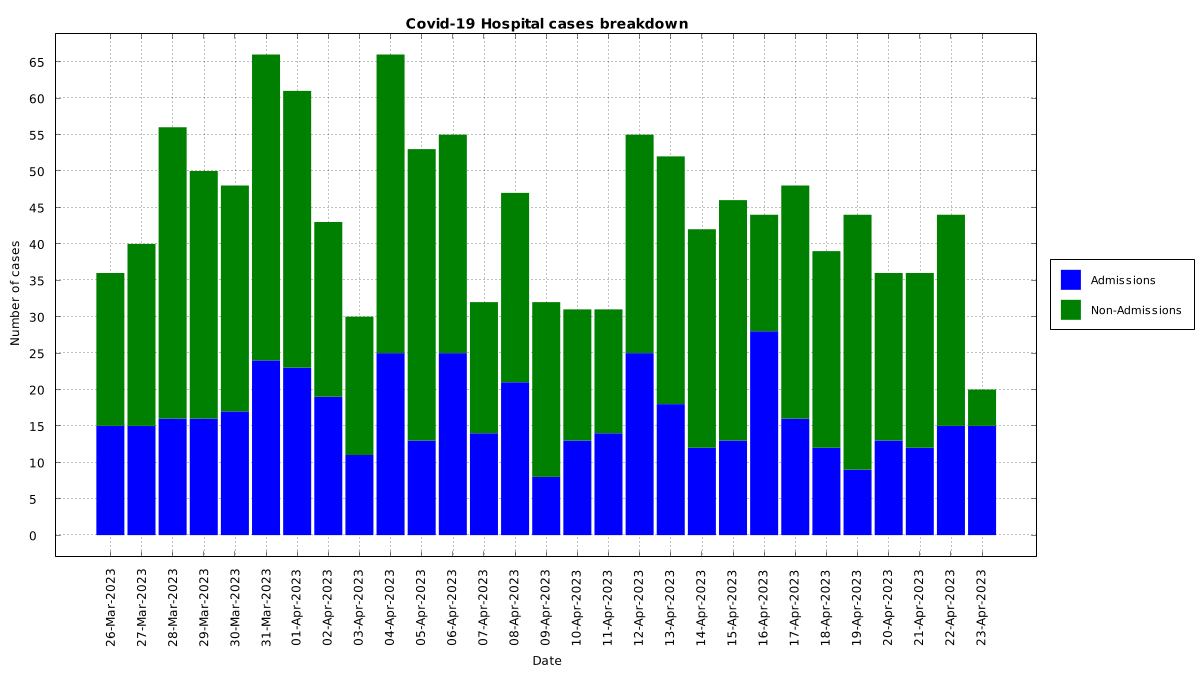 Covid-19 Hospital cases breakdown
65
60
55
50
45
40
35
30
25
20
15
10
5
0
Number of cases
26-Mar-2023
27-Mar-2023
28-Mar-2023
29-Mar-2023
30-Mar-2023
31-Mar-2023
01-Apr-2023
02-Apr-2023
03-Apr-2023
04-Apr-2023
05-Apr-2023
06-Apr-2023
07-Apr-2023
08-Apr-2023
09-Apr-2023
10-Apr-2023
11-Apr-2023
12-Apr-2023
13-Apr-2023
14-Apr-2023
15-Apr-2023
16-Apr-2023
17-Apr-2023
18-Apr-2023
19-Apr-2023
20-Apr-2023
21-Apr-2023
22-Apr-2023
23-Apr-2023
Date
Admissions
Non-Admissions